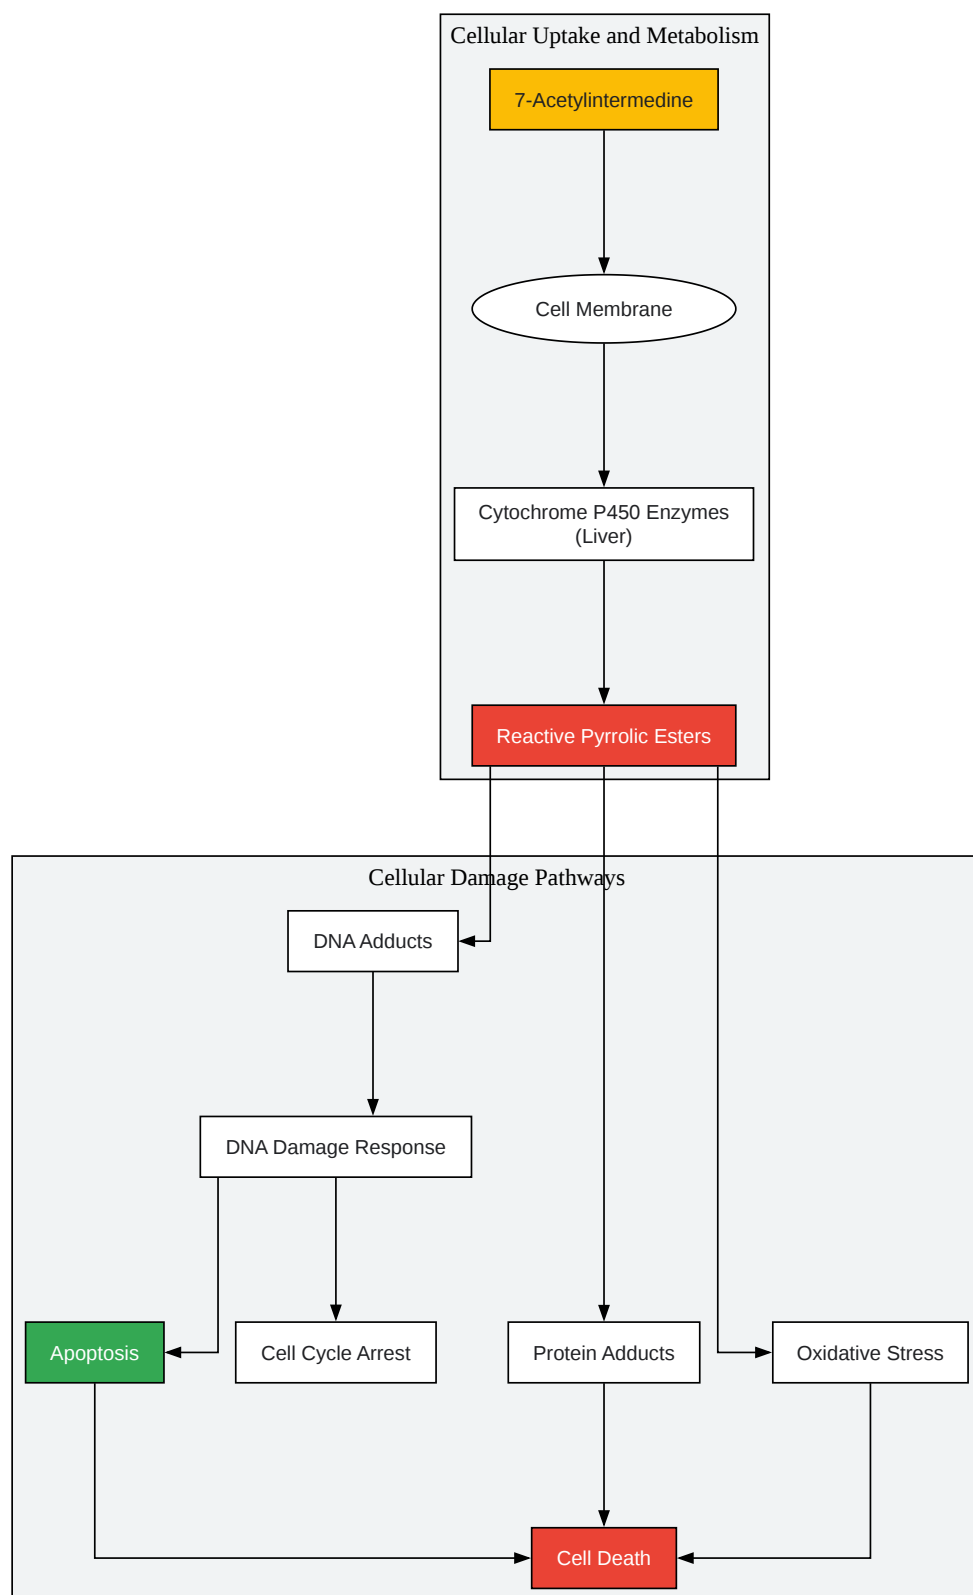 Cellular Uptake and Metabolism
7-Acetylintermedine
Cell Membrane
Cytochrome P450 Enzymes
(Liver)
Reactive Pyrrolic Esters
Cellular Damage Pathways
DNA Adducts
DNA Damage Response
Apoptosis
Cell Cycle Arrest
Protein Adducts
Oxidative Stress
Cell Death